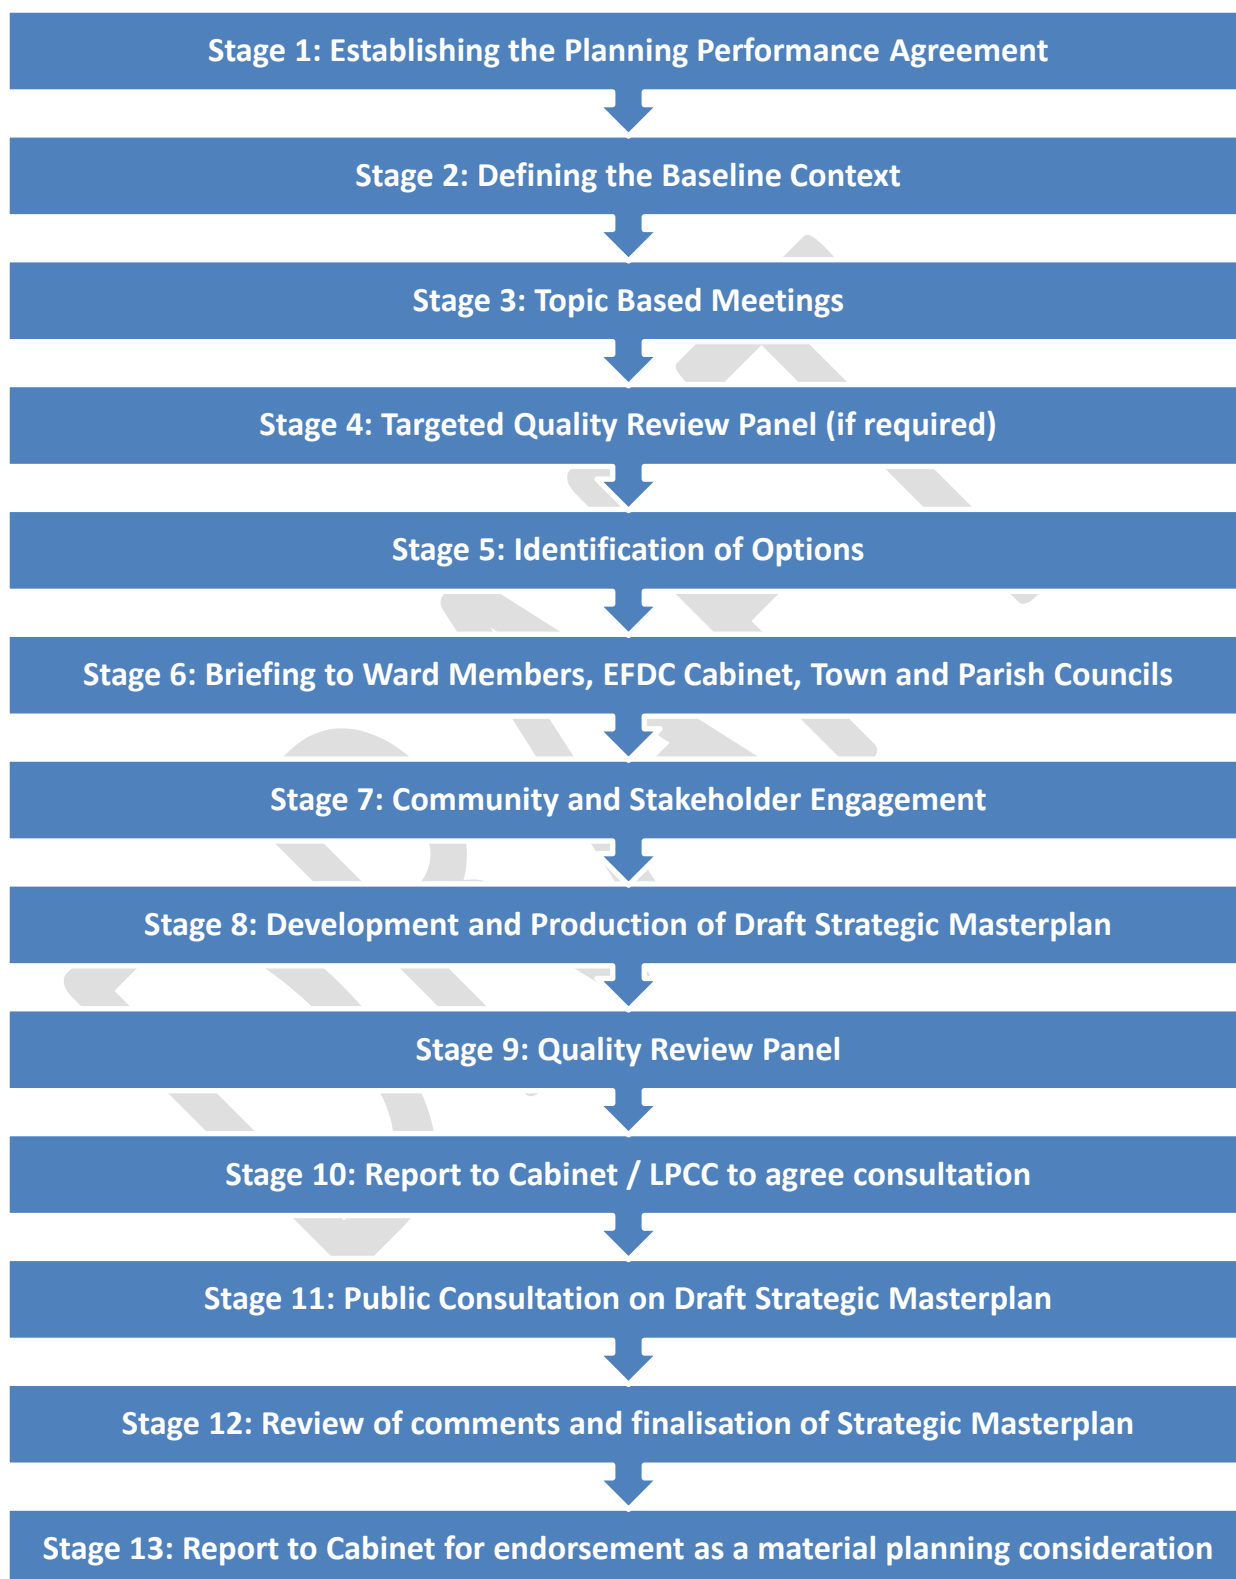 Stage 1: Establishing the Planning Performance Agreement
Stage 2: Defining the Baseline Context
Stage 3: Topic Based Meetings
Stage 4: Targeted Quality Review Panel (if required)
Stage 5: Identification of Options
Stage 6: Briefing to Ward Members, EFDC Cabinet, Town and Parish Councils
Stage 7: Community and Stakeholder Engagement
Stage 8: Development and Production of Draft Strategic Masterplan
Stage 9: Quality Review Panel
Stage 10: Report to Cabinet / LPCC to agree consultation
Stage 11: Public Consultation on Draft Strategic Masterplan
Stage 12: Review of comments and finalisation of Strategic Masterplan
Stage 13: Report to Cabinet for endorsement as a material planning consideration